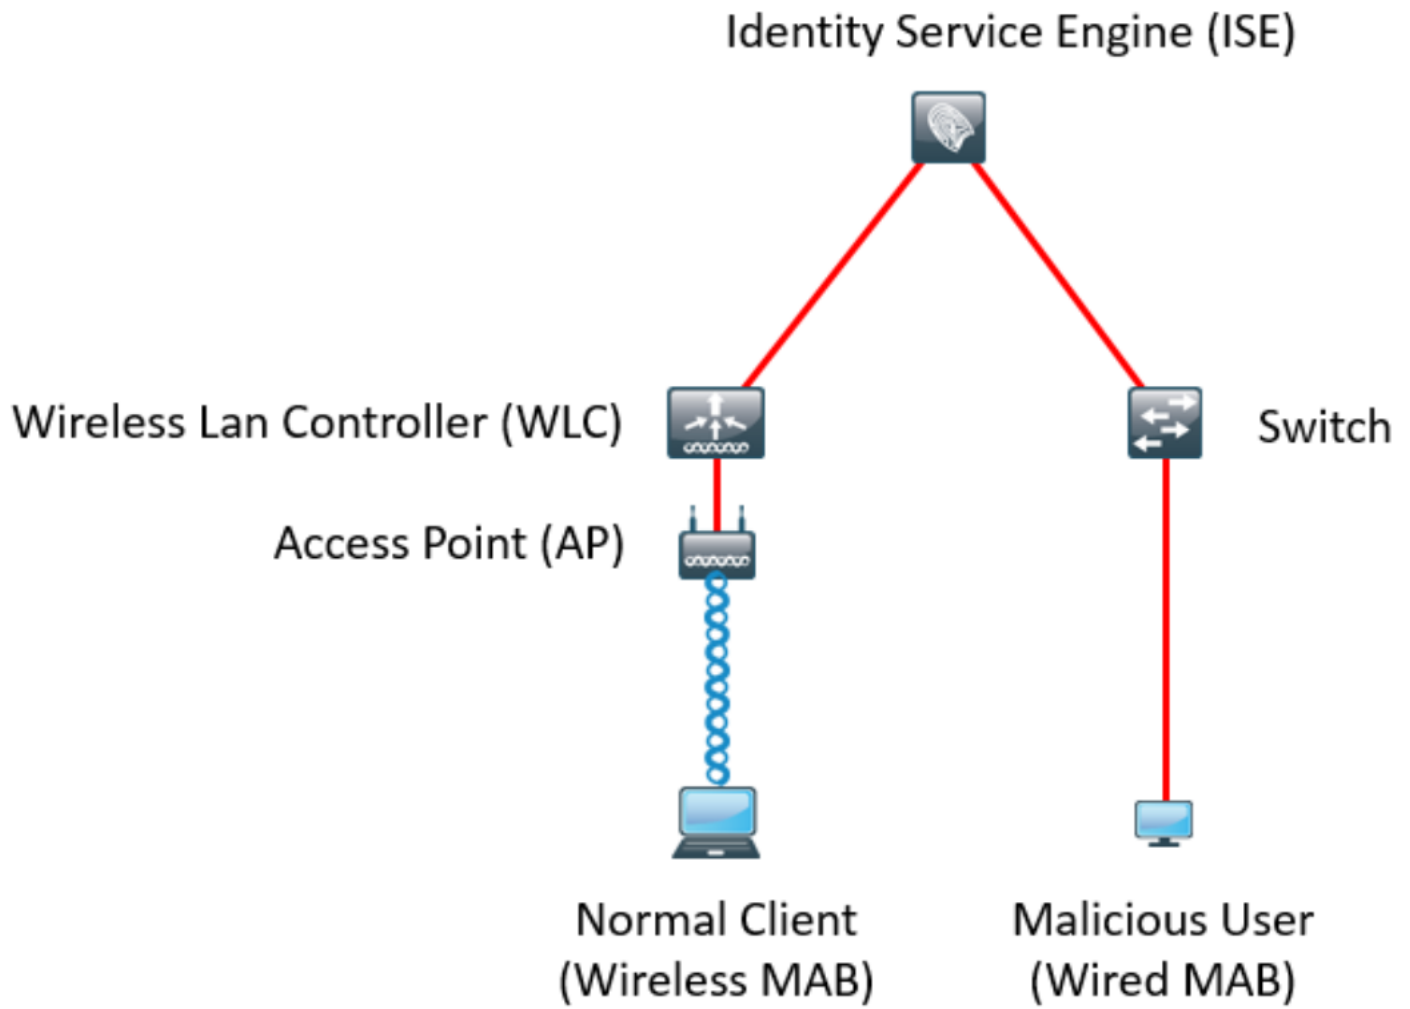 Identity Service Engine (ISE)
Wireless Lan Controller (WLC)
Switch
Access Point (AP)
Normal Client
(Wireless MAB)
Malicious User
(Wired MAB)